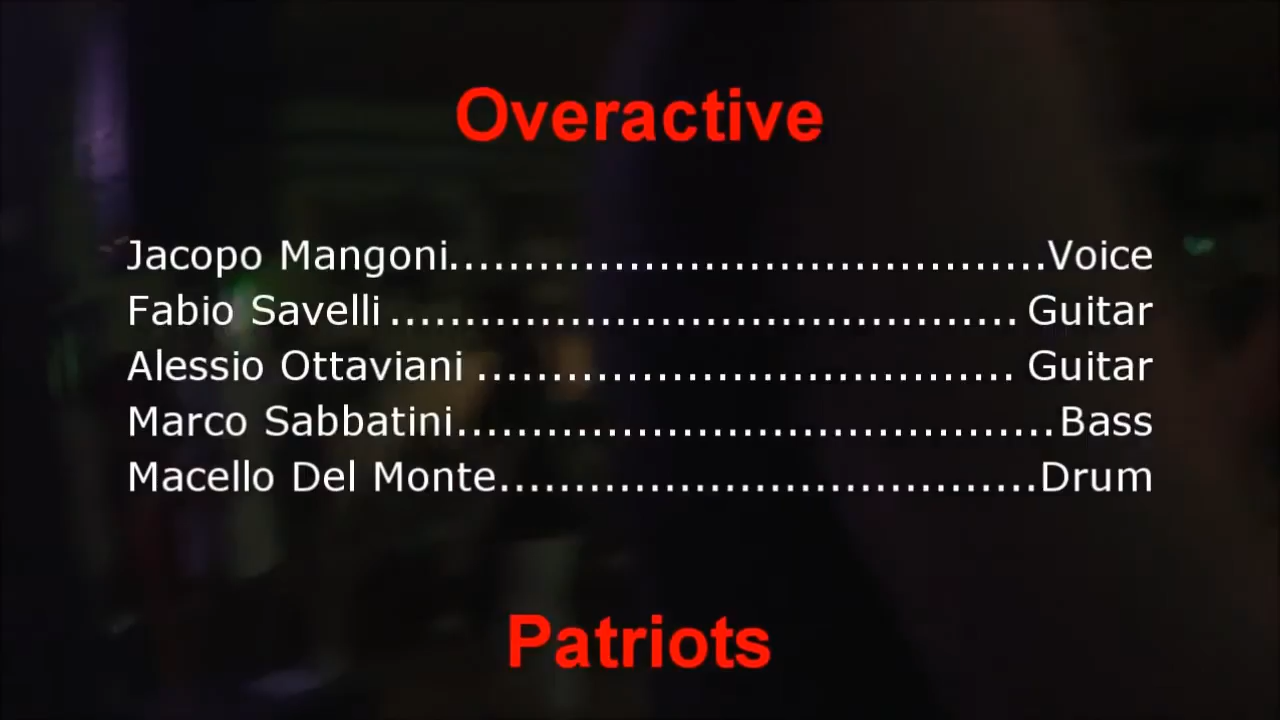 Overactive
Jacopo Mangoni........................................Voice
Fabio Savelli .......................................... Guitar
Alessio Ottaviani .................................... Guitar
Marco Sabbatini........................................Bass
Macello Del Monte....................................Drum
Patriots